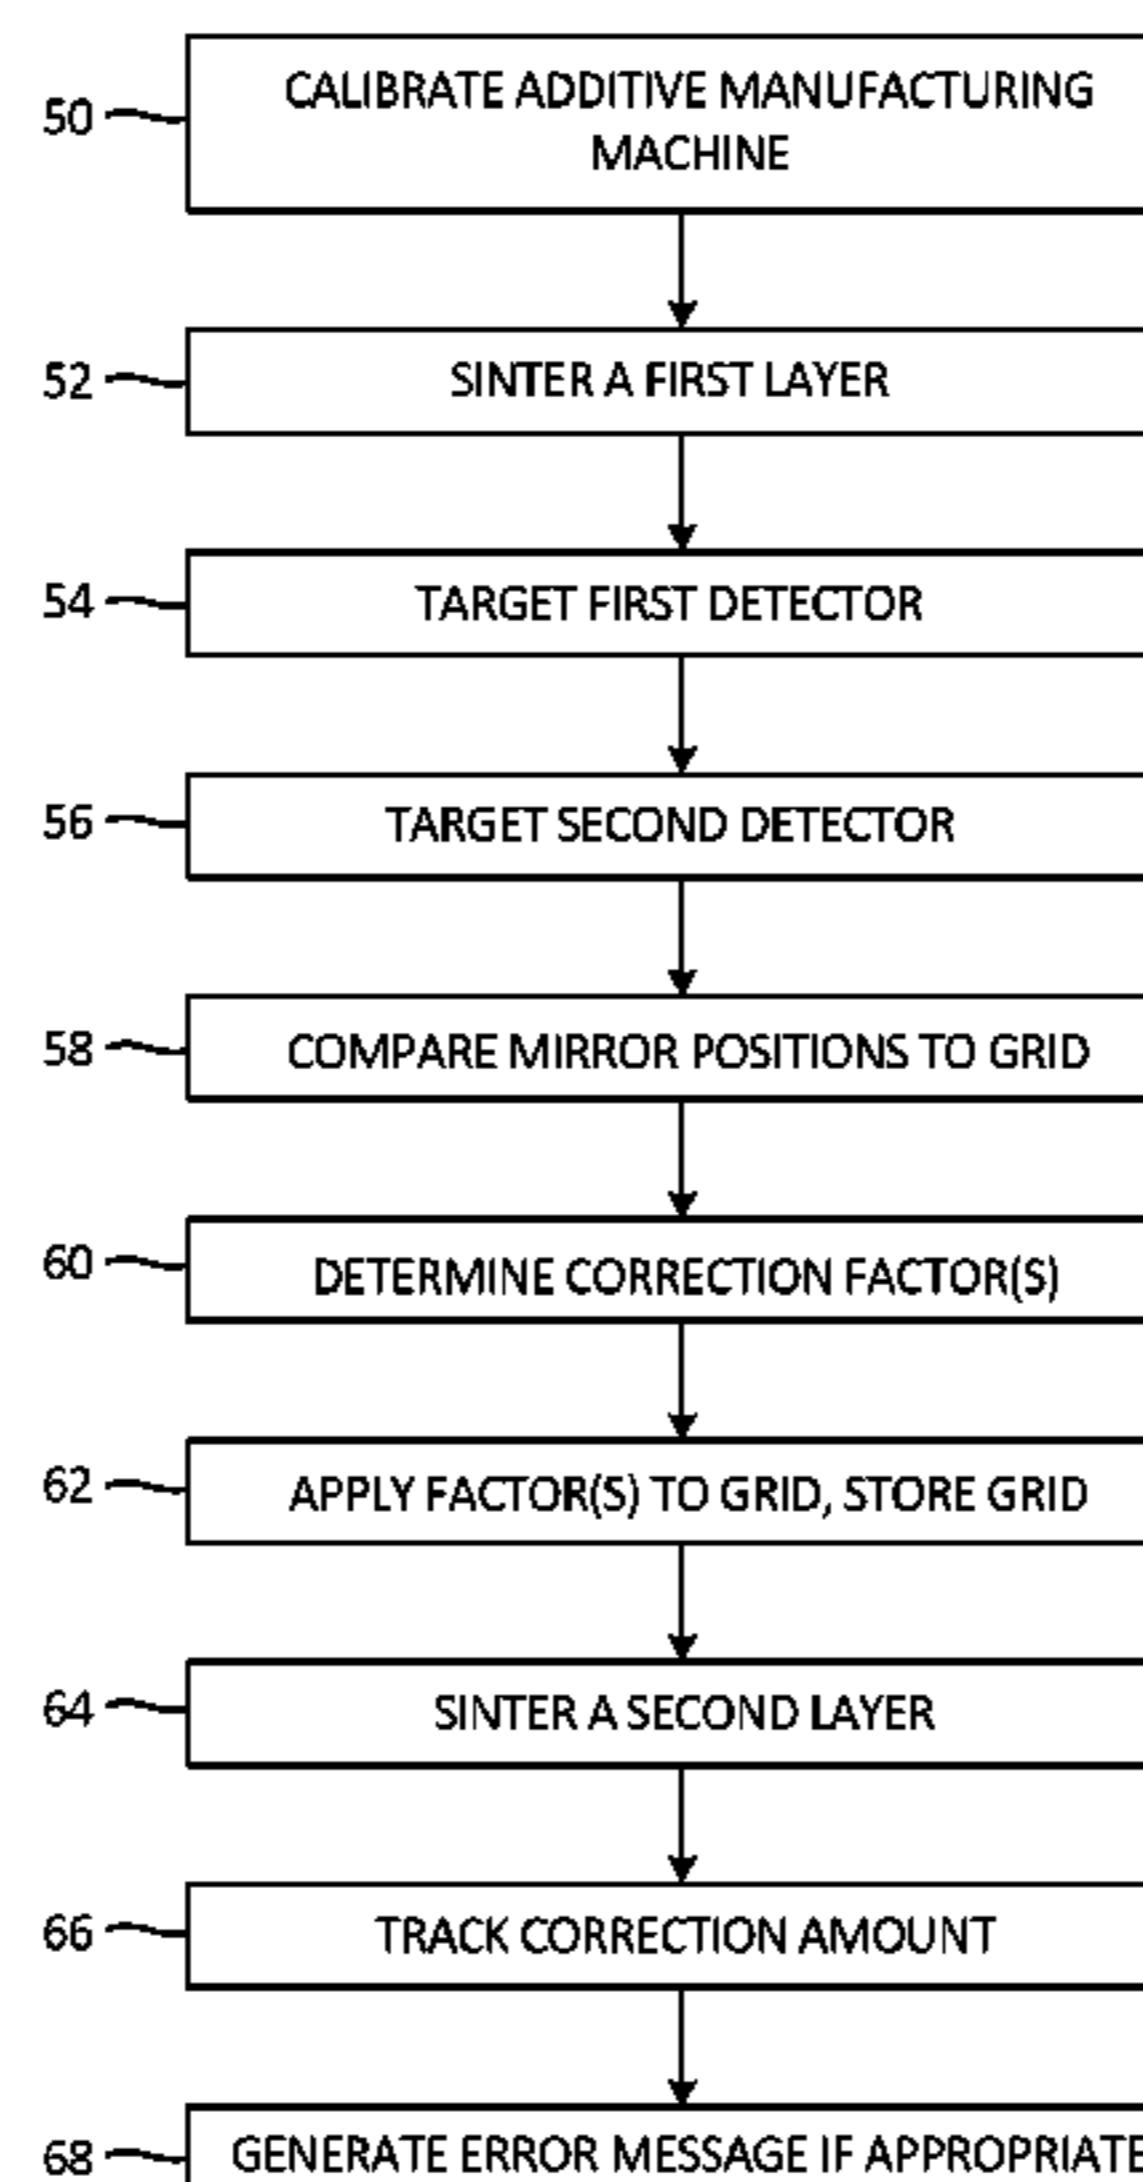 50
CALIBRATE ADDITIVE MANUFACTURING
MACHINE
52
SINTER A FIRST LAYER
54
TARGET FIRST DETECTOR
56
TARGET SECOND DETECTOR
58
COMPARE MIRROR POSITIONS TO GRID
60
DETERMINE CORRECTION FACTOR(S)
62
APPLY FACTOR(S) TO GRID, STORE GRID
64
SINTER A SECOND LAYER
66
TRACK CORRECTION AMOUNT
68
GENERATE ERROR MESSAGE IF APPROPRIATE